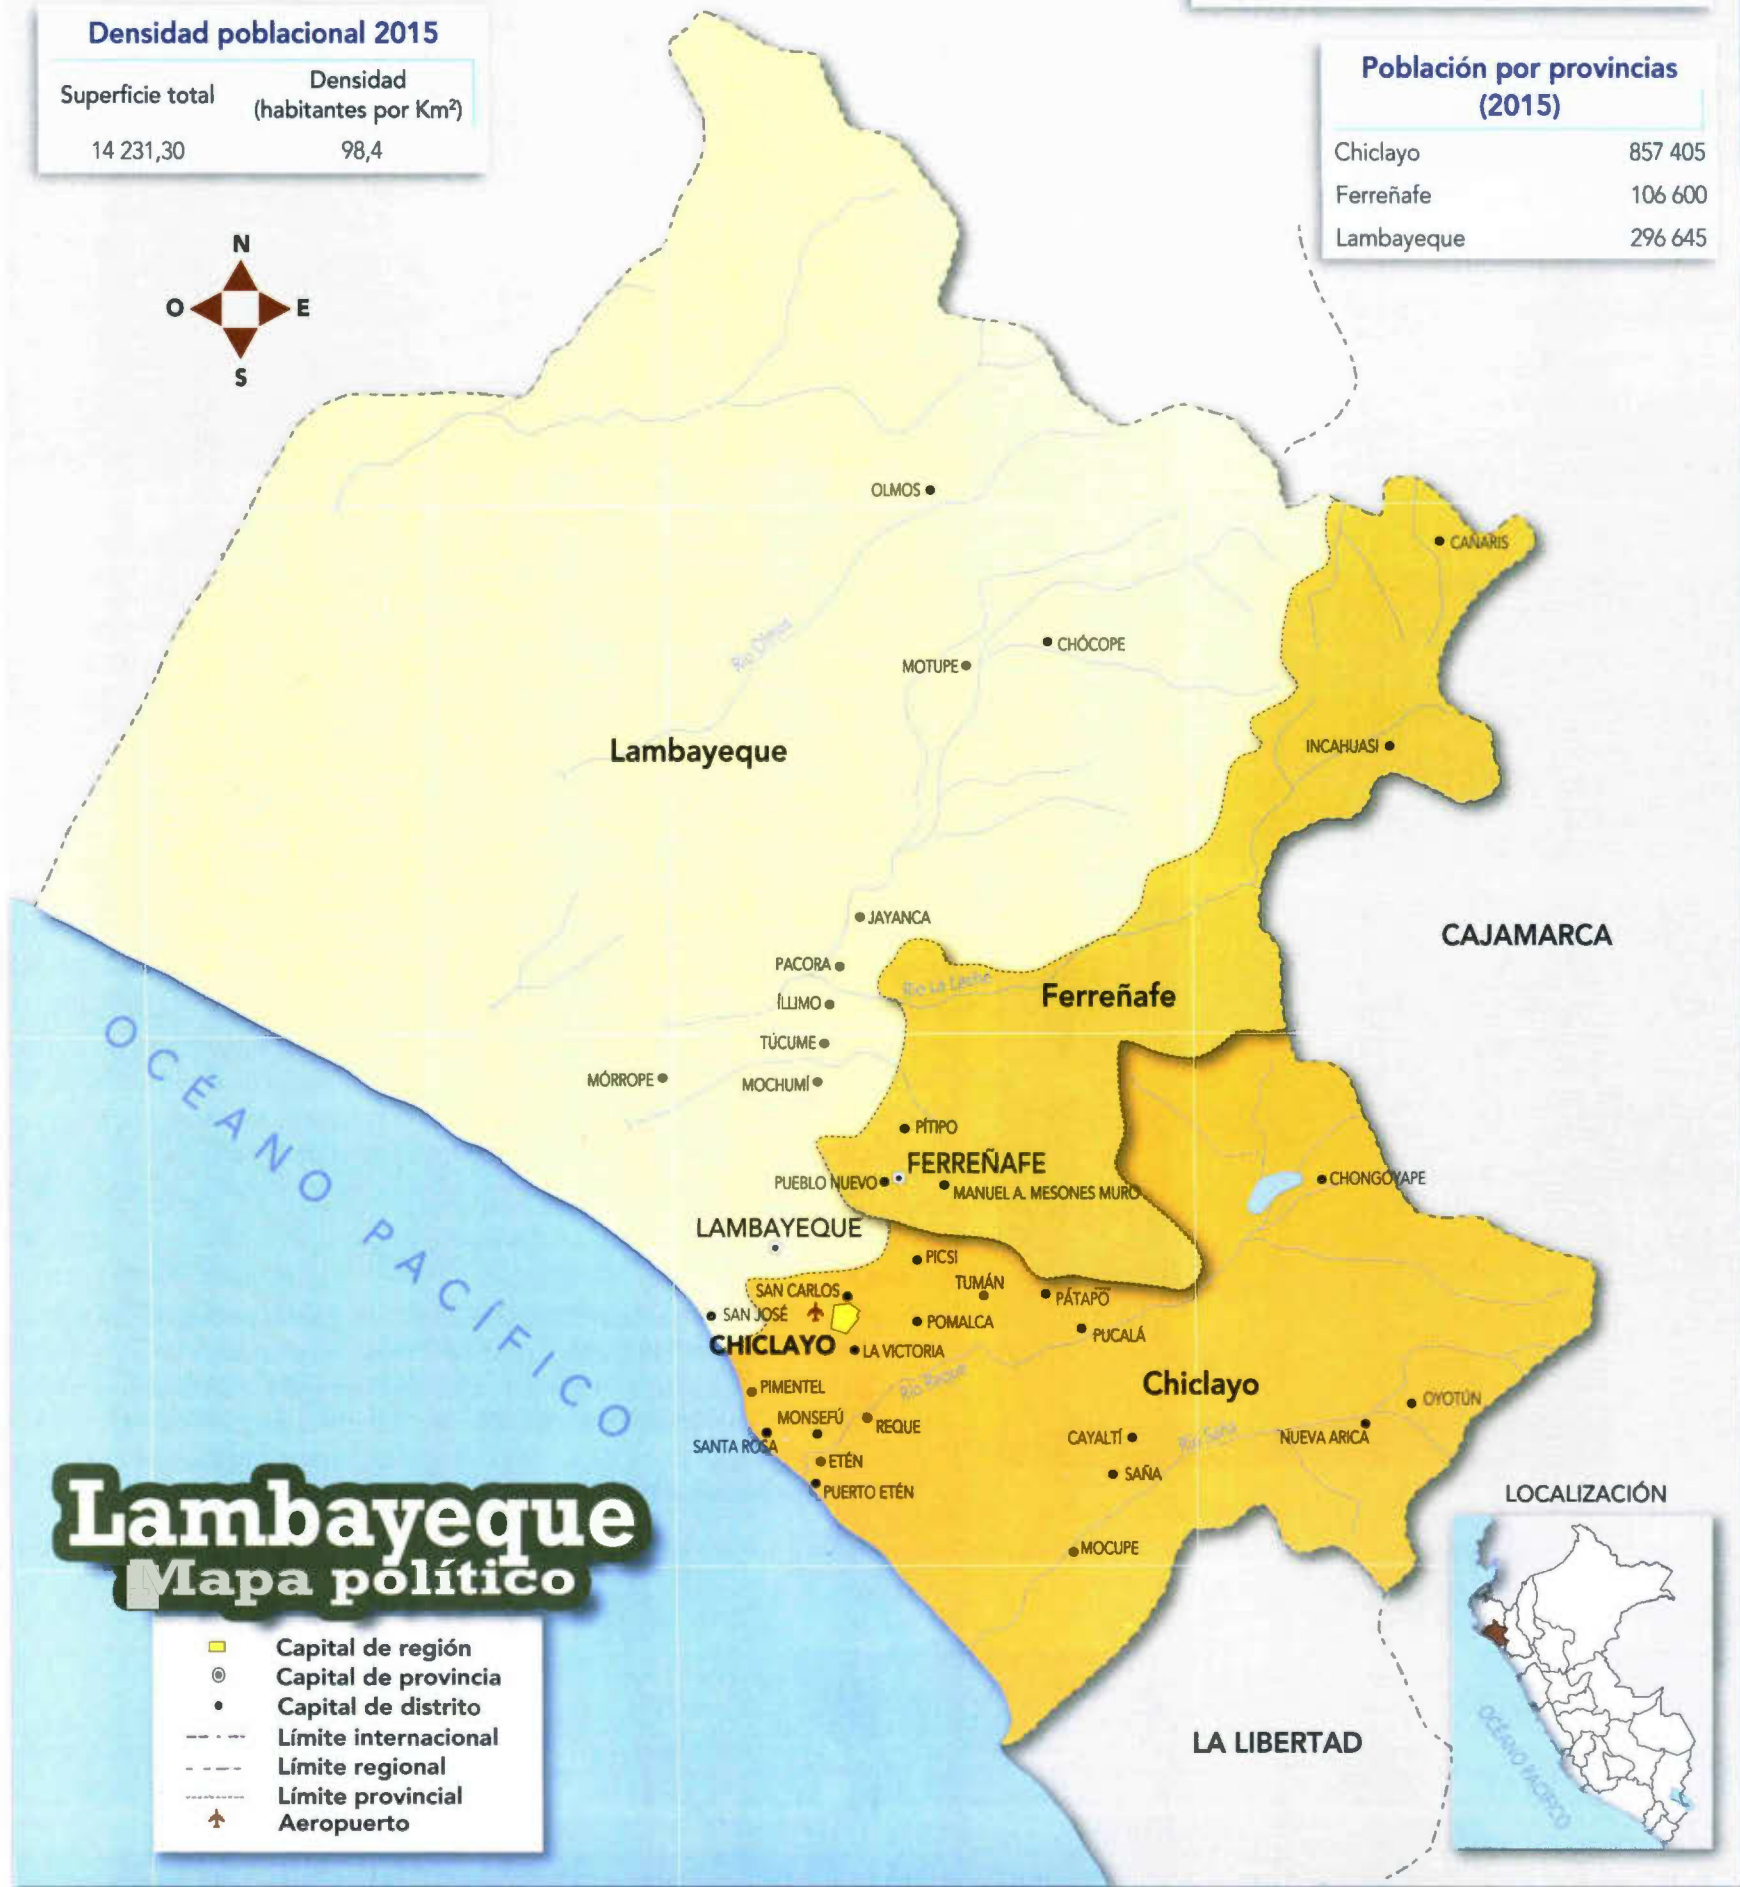 Densidad poblacional 2015
Superficie total
Densidad
(habitantes por Km²)
14 231,30
98,4
Población por provincias
(2015)
Chiclayo 857 405
Ferreñafe 106 600
Lambayeque 296 645
N
O
E
S
OLMOS
CAÑARIS
Río Olmos
CHÓCOPE
MOTUPE
Lambayeque
INCAHUASI
JAYANCA
CAJAMARCA
PACORA
Río La Leche
Ferreñafe
ÍLLIMO
TÚCUME
MÓRROPE
MOCHUMÍ
OCÉANO PACÍFICO
PÍTIPO
FERREÑAFE
PUEBLO NUEVO
MANUEL A. MESONES MURO
CHONGOYAPE
LAMBAYEQUE
PICSI
SAN CARLOS
TUMÁN
PÁTAPO
SAN JOSÉ
POMALCA
PUCALÁ
CHICLAYO
LA VICTORIA
Río Reque
Chiclayo
PIMENTEL
OYOTÚN
MONSEFÚ
REQUE
CAYALTÍ
Río Saña
NUEVA ARICA
SANTA ROSA
ETÉN
SAÑA
PUERTO ETÉN
MOCUPE
Lambayeque
Mapa político
Capital de región
Capital de provincia
Capital de distrito
Límite internacional
Límite regional
Límite provincial
Aeropuerto
LA LIBERTAD
LOCALIZACIÓN
OCÉANO PACÍFICO